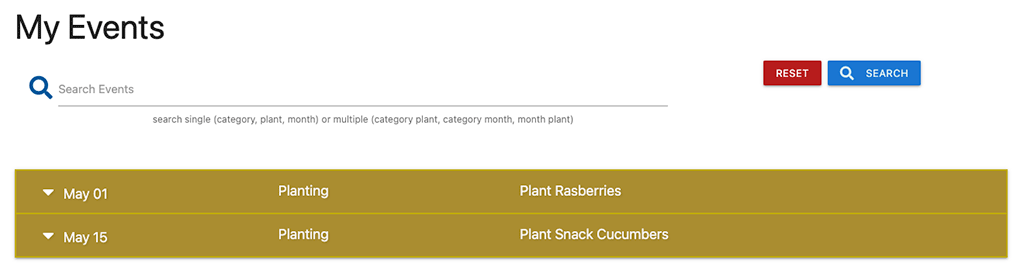 My Events
RESET
SEARCH
Search Events
search single (category, plant, month) or multiple (category plant, category month, month plant)
May 01 Planting Plant Rasberries
May 15 Planting Plant Snack Cucumbers